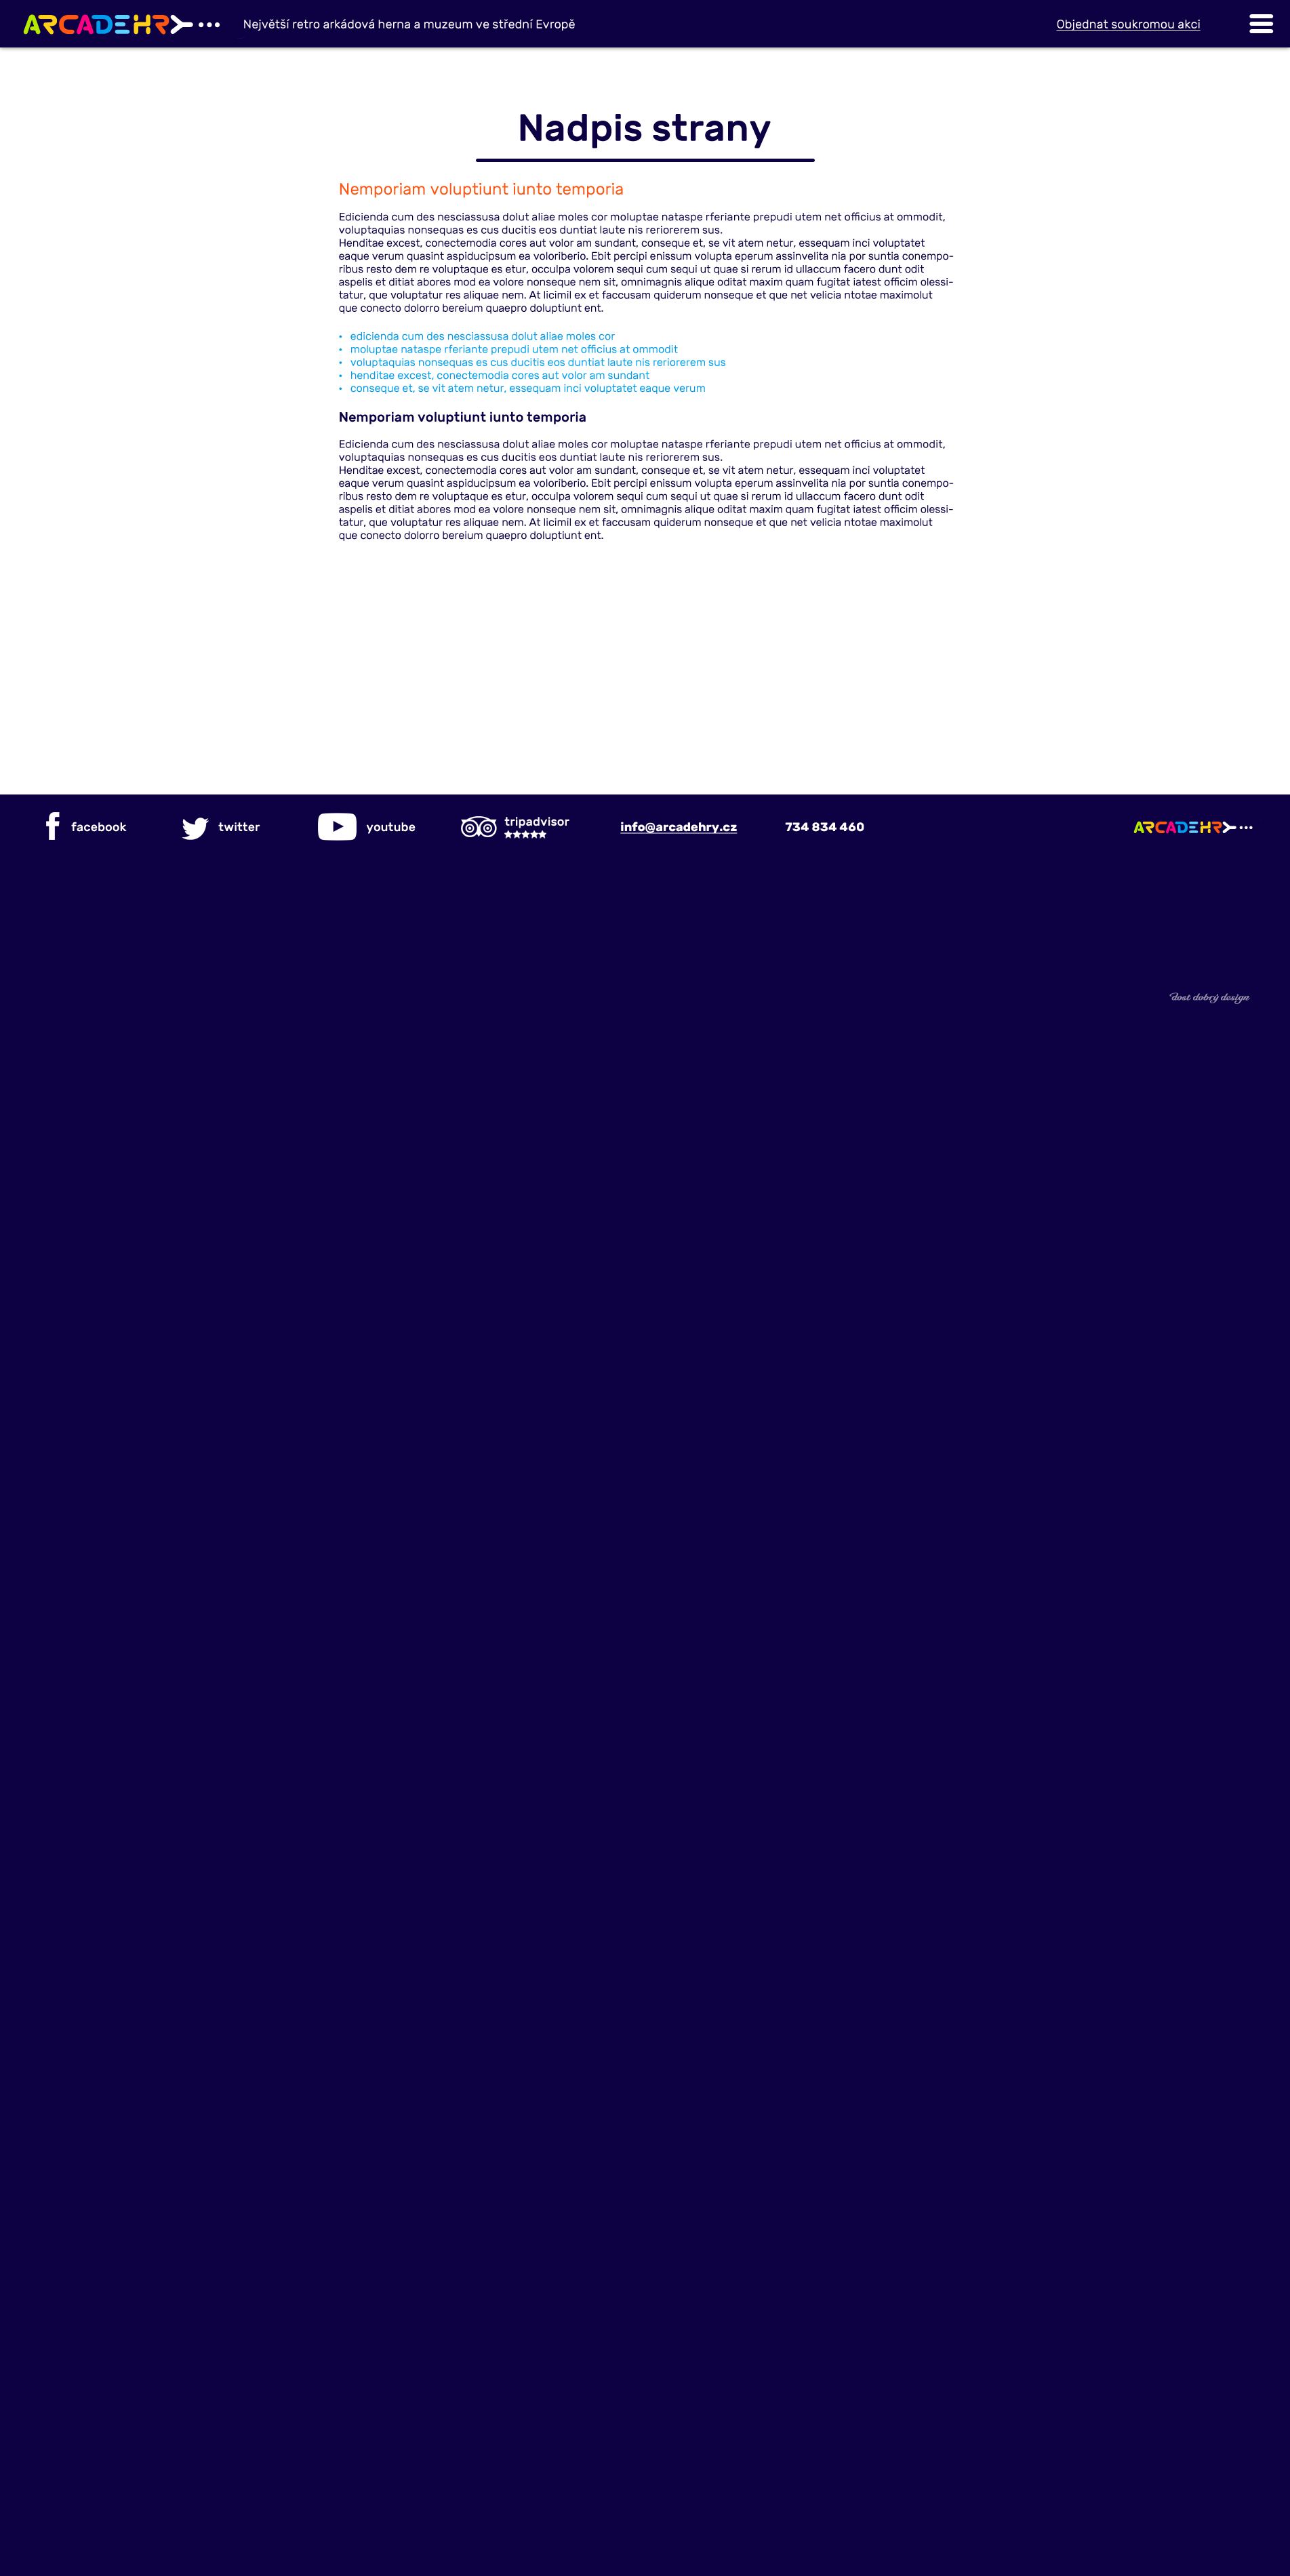 ARCADEHRY
Největší retro arkádová herna a muzeum ve střední Evropě
Objednat soukromou akci
Nadpis strany
Nemporiam voluptiunt iunto temporia
Edicienda cum des nesciassusa dolut aliae moles cor moluptae nataspe rferiante prepudi utem net officius at ommodit,
voluptaquias nonsequas es cus ducitis eos duntiat laute nis reriorerem sus.
Henditae excest, conectemodia cores aut volor am sundant, conseque et, se vit atem netur, essequam inci voluptatet
eaque verum quasint aspiducipsum ea voloriberio. Ebit percipi enissum volupta eperum assinvelita nia por suntia conempo-
ribus resto dem re voluptaque es etur, occulpa volorem sequi cum sequi ut quae si rerum id ullaccum facero dunt odit
aspelis et ditiat abores mod ea volore nonseque nem sit, omnimagnis alique oditat maxim quam fugitat iatest officim olessi-
tatur, que voluptatur res aliquae nem. At licimil ex et faccusam quiderum nonseque et que net velicia ntotae maximolut
que conecto dolorro bereium quaepro doluptiunt ent.
• edicienda cum des nesciassusa dolut aliae moles cor
• moluptae nataspe rferiante prepudi utem net officius at ommodit
• voluptaquias nonsequas es cus ducitis eos duntiat laute nis reriorerem sus
• henditae excest, conectemodia cores aut volor am sundant
• conseque et, se vit atem netur, essequam inci voluptatet eaque verum
Nemporiam voluptiunt iunto temporia
Edicienda cum des nesciassusa dolut aliae moles cor moluptae nataspe rferiante prepudi utem net officius at ommodit,
voluptaquias nonsequas es cus ducitis eos duntiat laute nis reriorerem sus.
Henditae excest, conectemodia cores aut volor am sundant, conseque et, se vit atem netur, essequam inci voluptatet
eaque verum quasint aspiducipsum ea voloriberio. Ebit percipi enissum volupta eperum assinvelita nia por suntia conempo-
ribus resto dem re voluptaque es etur, occulpa volorem sequi cum sequi ut quae si rerum id ullaccum facero dunt odit
aspelis et ditiat abores mod ea volore nonseque nem sit, omnimagnis alique oditat maxim quam fugitat iatest officim olessi-
tatur, que voluptatur res aliquae nem. At licimil ex et faccusam quiderum nonseque et que net velicia ntotae maximolut
que conecto dolorro bereium quaepro doluptiunt ent.
facebook
twitter
youtube
tripadvisor
info@arcadehry.cz
734 834 460
ARCADEHRY
dost dobrý design